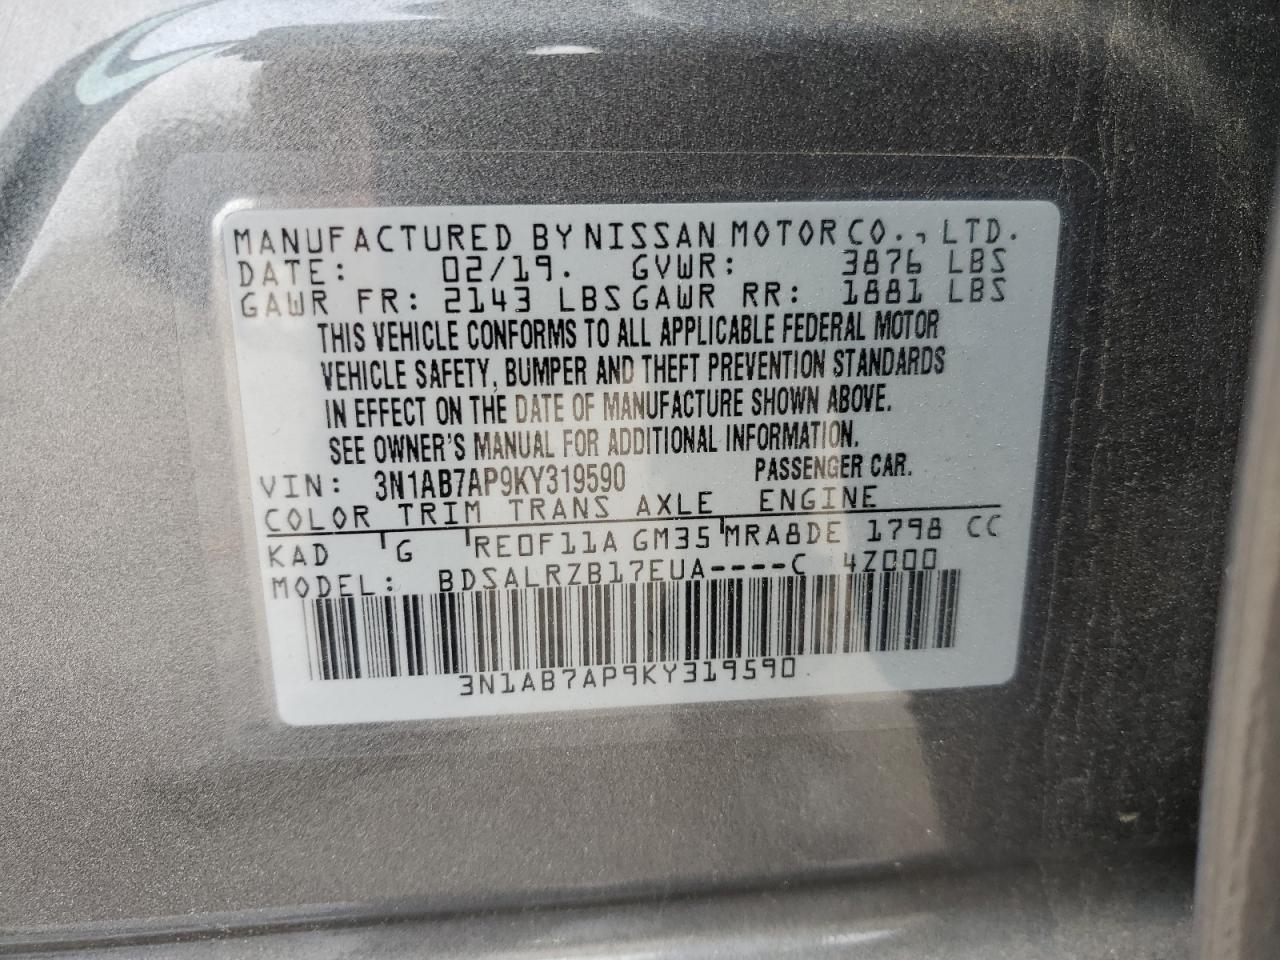 MANUFACTURED BY NISSAN MOTOR CO., LTD.
DATE: 02/19. GVWR: 3876 LBS
GAWR FR: 2143 LBS GAWR RR: 1881 LBS
THIS VEHICLE CONFORMS TO ALL APPLICABLE FEDERAL MOTOR
VEHICLE SAFETY, BUMPER AND THEFT PREVENTION STANDARDS
IN EFFECT ON THE DATE OF MANUFACTURE SHOWN ABOVE.
SEE OWNER'S MANUAL FOR ADDITIONAL INFORMATION.
VIN: 3N1AB7AP9KY319590 PASSENGER CAR.
COLOR TRIM TRANS AXLE ENGINE
KAD G RE0F11A GM35 MRA8DE 1798 CC
MODEL: BDSALRZB17EUA----C 4Z000
3N1AB7AP9KY319590